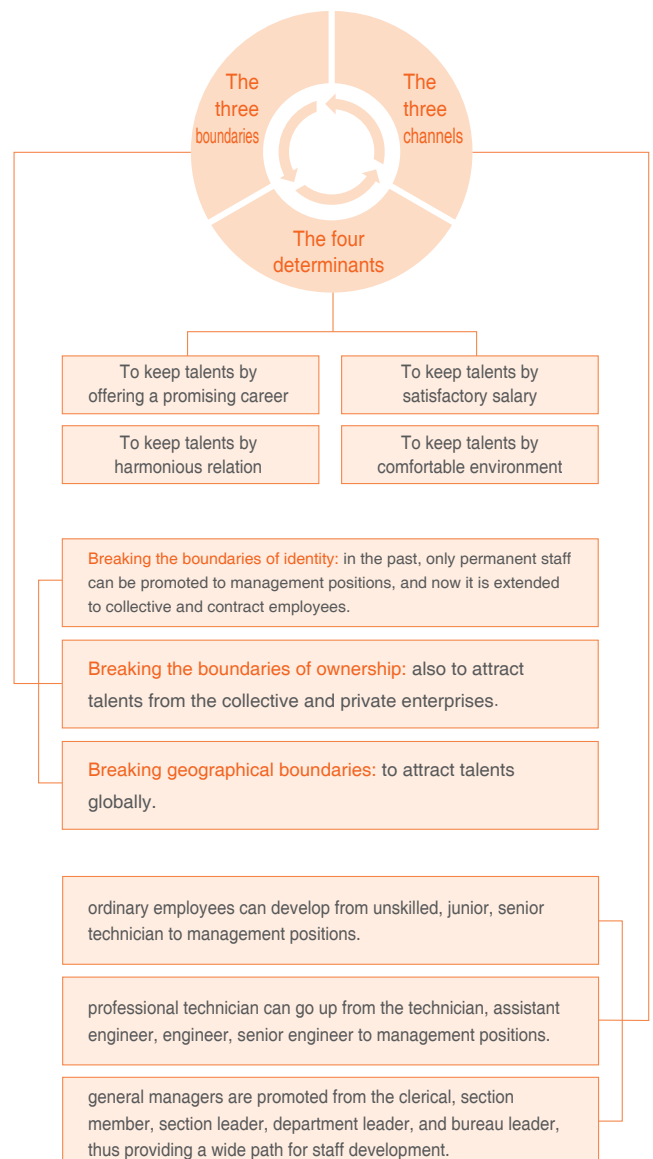 The
three
boundaries
The
three
channels
The four
determinants
To keep talents by
offering a promising career
To keep talents by
satisfactory salary
To keep talents by
harmonious relation
To keep talents by
comfortable environment
Breaking the boundaries of identity: in the past, only permanent staff
can be promoted to management positions, and now it is extended
to collective and contract employees.
Breaking the boundaries of ownership: also to attract
talents from the collective and private enterprises.
Breaking geographical boundaries: to attract talents
globally.
ordinary employees can develop from unskilled, junior, senior
technician to management positions.
professional technician can go up from the technician, assistant
engineer, engineer, senior engineer to management positions.
general managers are promoted from the clerical, section
member, section leader, department leader, and bureau leader,
thus providing a wide path for staff development.